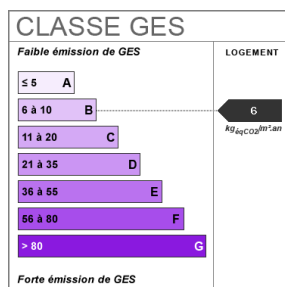 CLASSE GES
Faible émission de GES
LOGEMENT
≤ 5 A
6 à 10 B
6
kgéqCO2/m².an
11 à 20 C
21 à 35 D
36 à 55 E
56 à 80 F
> 80 G
Forte émission de GES